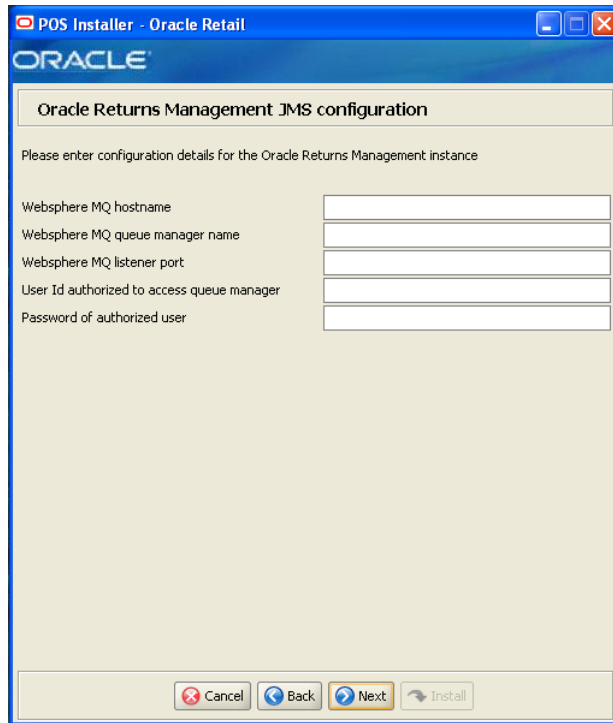 POS Installer - Oracle Retail
ORACLE
Oracle Returns Management JMS configuration
Please enter configuration details for the Oracle Returns Management instance
Websphere MQ hostname
Websphere MQ queue manager name
Websphere MQ listener port
User Id authorized to access queue manager
Password of authorized user
Cancel Back Next Install